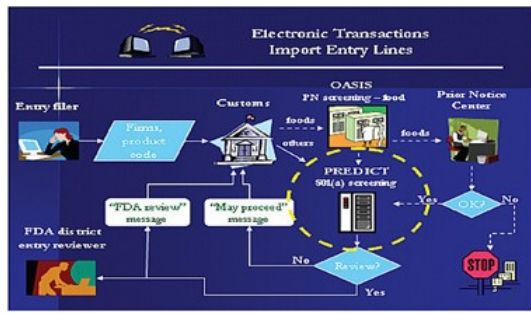 Electronic Transactions
Import Entry Lines
OASIS
PN screening – food
Prior Notice
Center
Entry filer
Customs
Firms,
product
code
foods
others
foods
PREDICT
801(a) screening
"FDA review"
message
"May proceed"
message
Yes
OK?
No
FDA district
entry reviewer
No
Review?
Yes
STOP